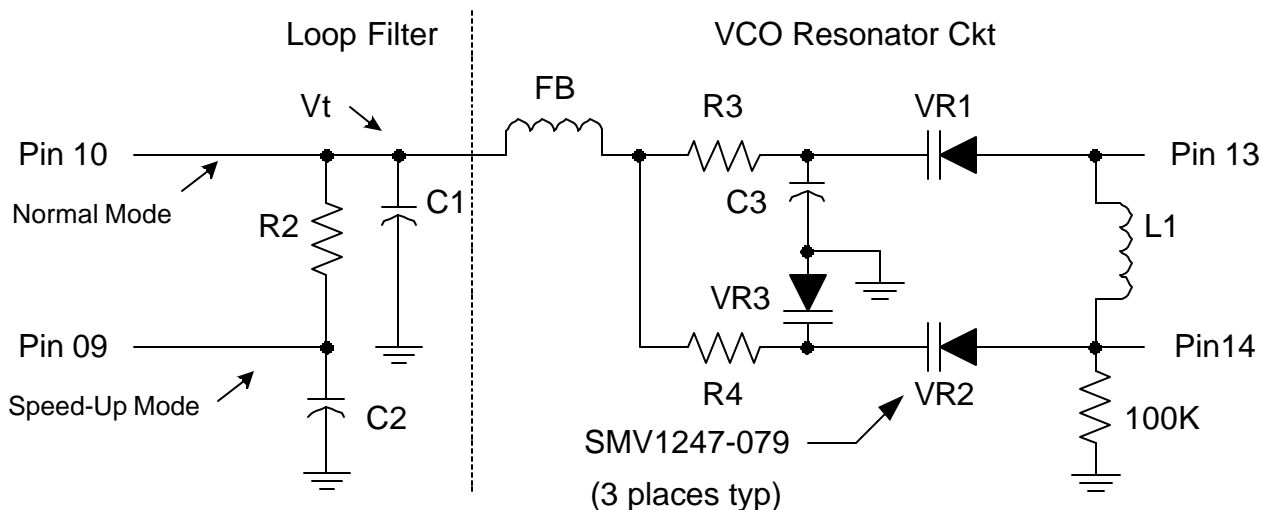 Loop Filter
VCO Resonator Ckt
Vt
FB
R3
VR1
Pin 10
Pin 13
Normal Mode
R2
C1
C3
L1
VR3
Pin 09
Pin14
Speed-Up Mode
C2
R4
VR2
100K
SMV1247-079
(3 places typ)